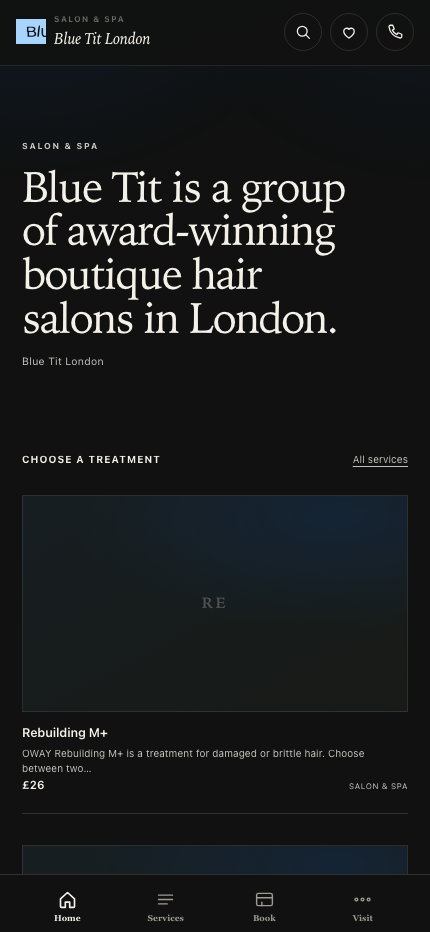 Blu
SALON & SPA
Blue Tit London
SALON & SPA
Blue Tit is a group
of award-winning
boutique hair
salons in London.
Blue Tit London
CHOOSE A TREATMENT
All services
RE
Rebuilding M+
OWAY Rebuilding M+ is a treatment for damaged or brittle hair. Choose
between two...
£26
SALON & SPA
Home
Services
Book
Visit